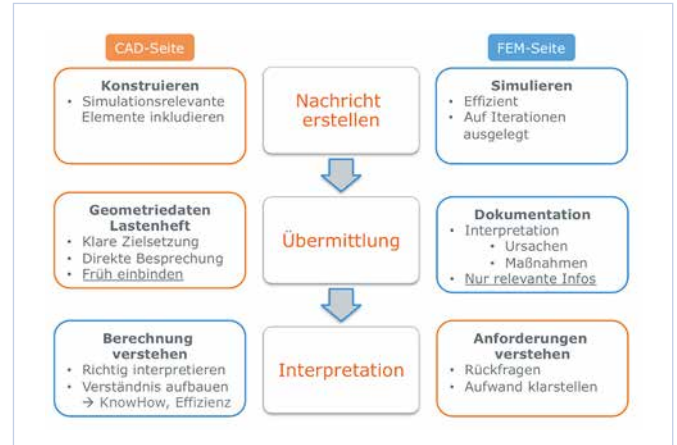 CAD-Seite
FEM-Seite
Konstruieren
• Simulationsrelevante
Elemente inkludieren
Nachricht
erstellen
Simulieren
• Effizient
• Auf Iterationen
ausgelegt
Geometriedaten
Lastenheft
• Klare Zielsetzung
• Direkte Besprechung
• Früh einbinden
Übermittlung
Dokumentation
• Interpretation
• Ursachen
• Maßnahmen
• Nur relevante Infos
Berechnung
verstehen
• Richtig interpretieren
• Verständnis aufbauen
→ KnowHow, Effizienz
Interpretation
Anforderungen
verstehen
• Rückfragen
• Aufwand klarstellen